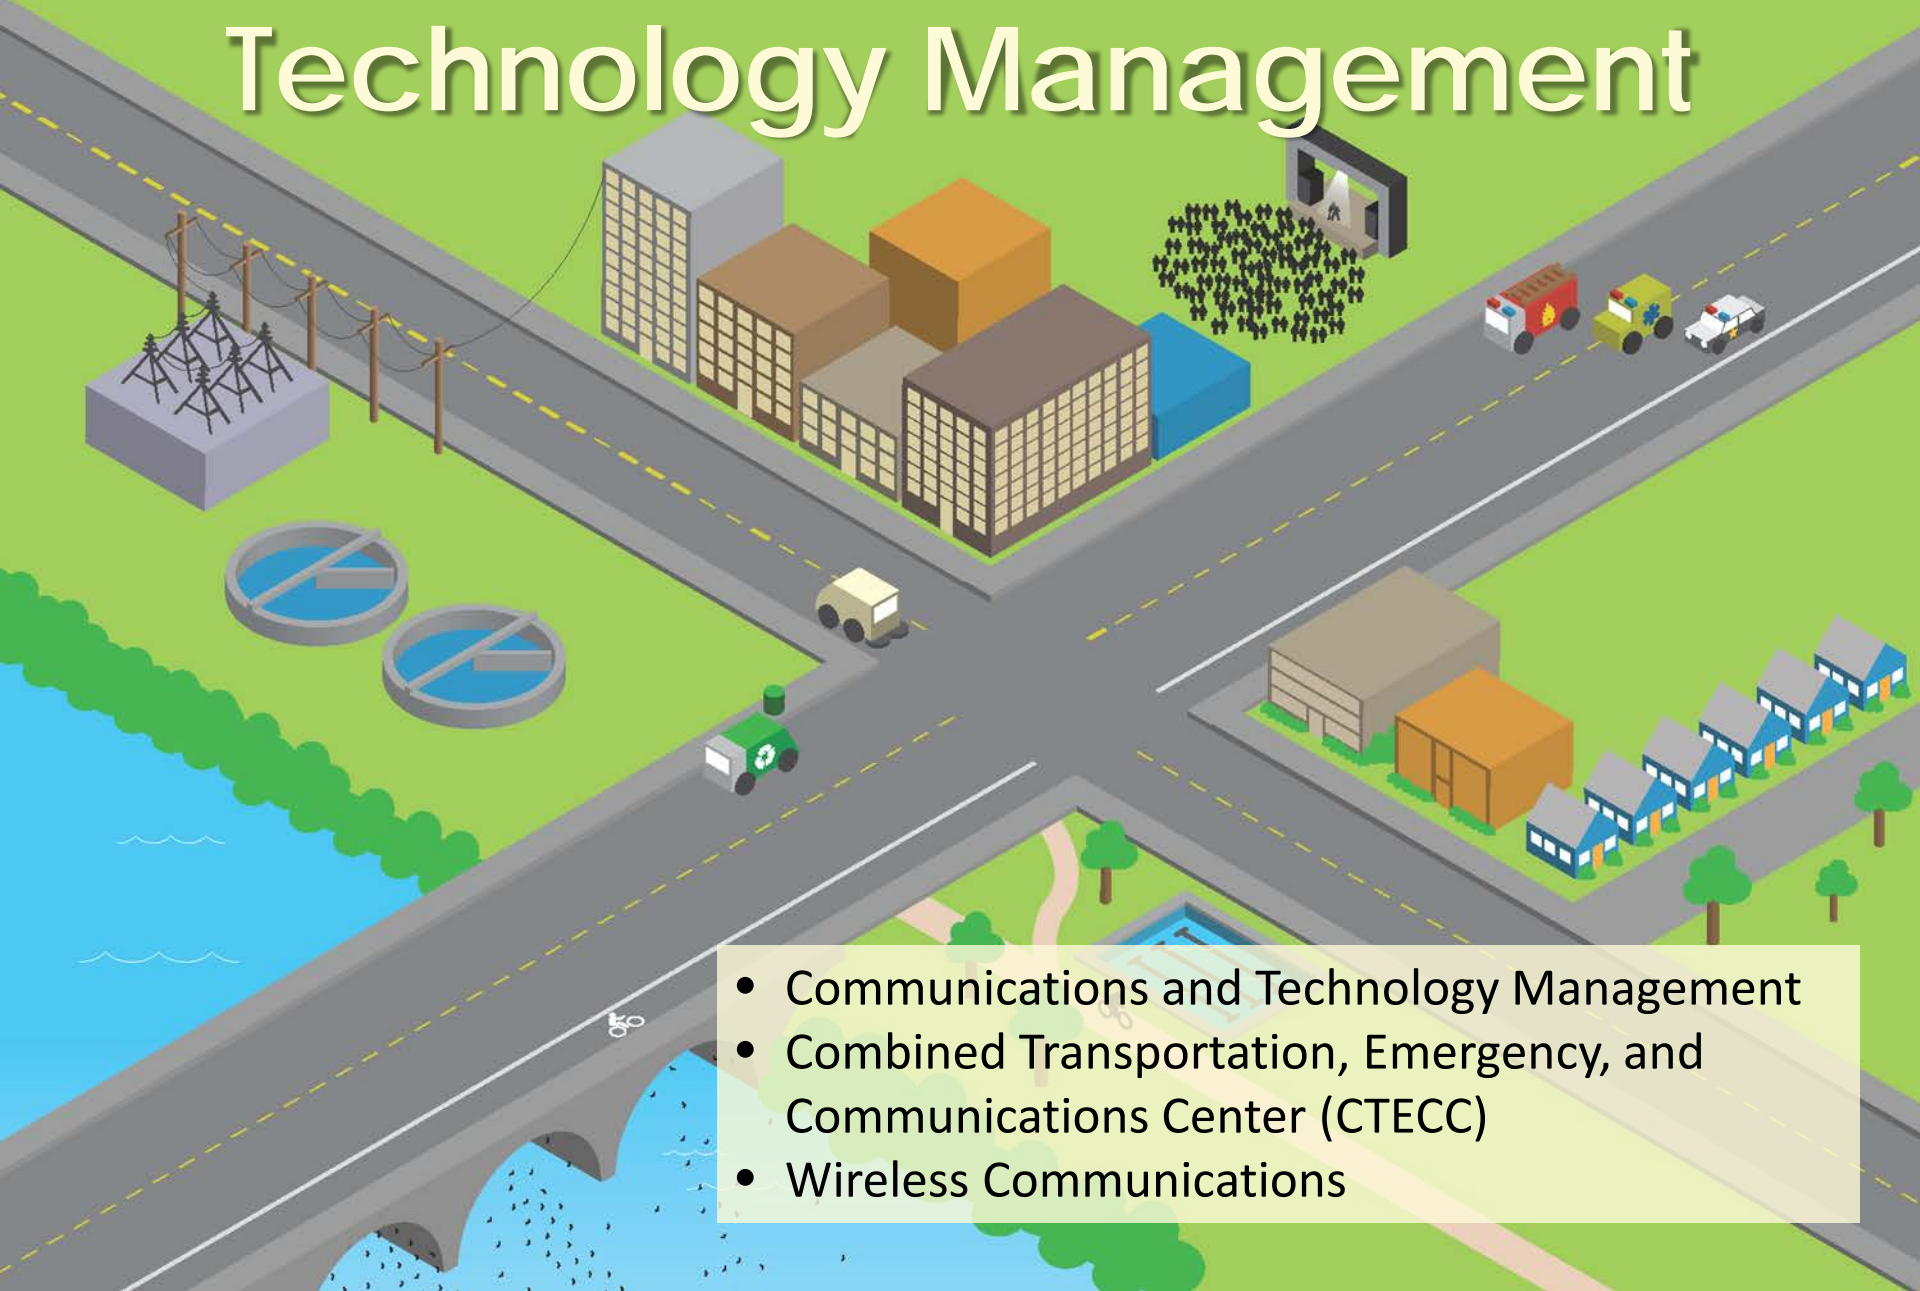 Technology Management
• Communications and Technology Management
• Combined Transportation, Emergency, and
Communications Center (CTECC)
• Wireless Communications